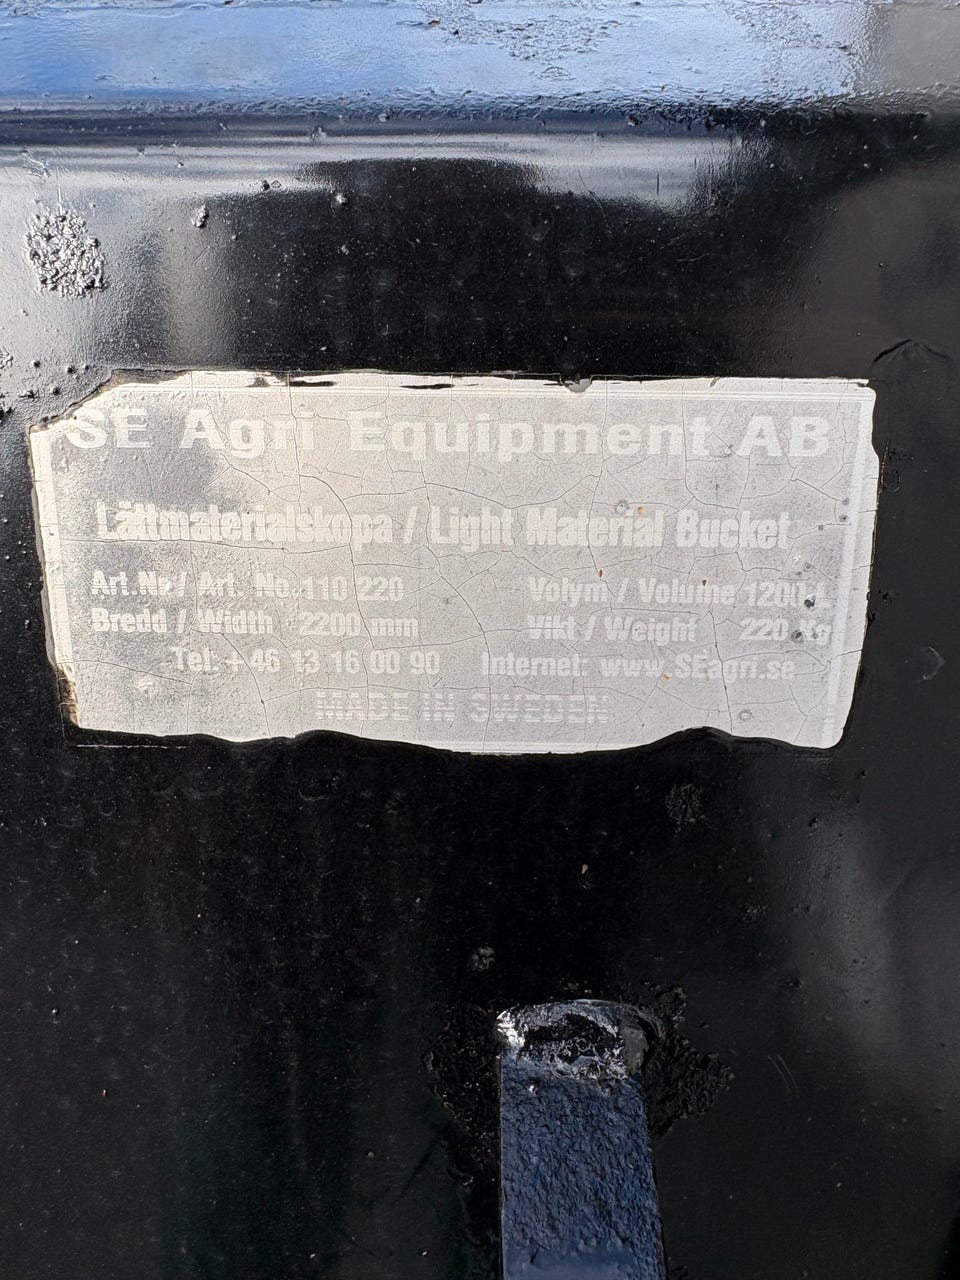 SE Agri Equipment AB
Lättmaterialskopa / Light Material Bucket
Art.Nr / Art. No. 110 220 Volym / Volume 1200 L
Bredd / Width 2200 mm Vikt / Weight 220 Kg
Tel: + 46 13 16 00 90 Internet: www.SEagri.se
MADE IN SWEDEN